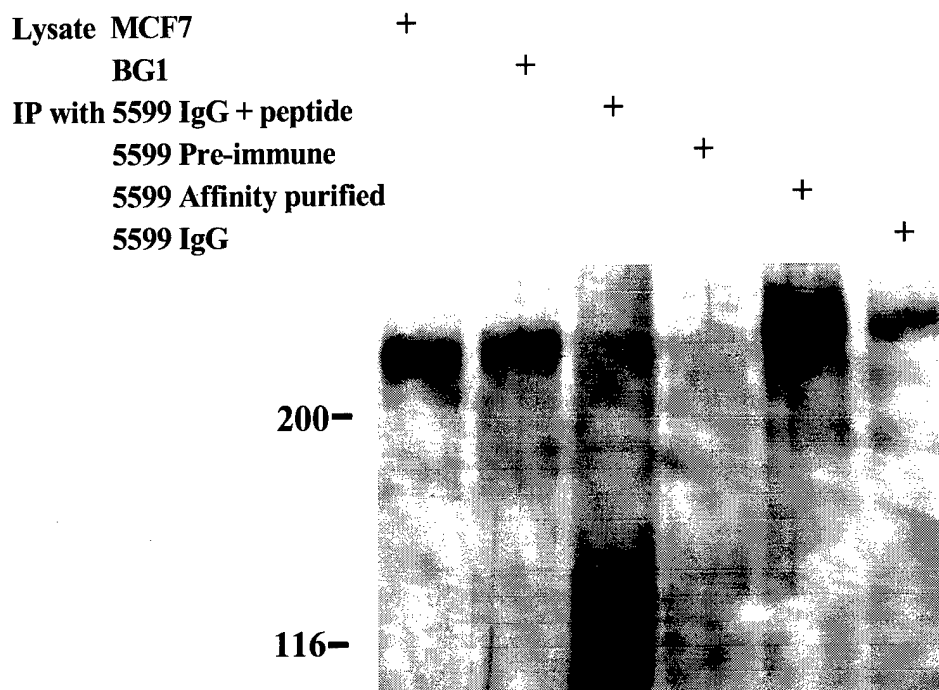 Lysate MCF7 +
BG1 +
IP with 5599 IgG + peptide +
5599 Pre-immune +
5599 Affinity purified +
5599 IgG +
200-
116-